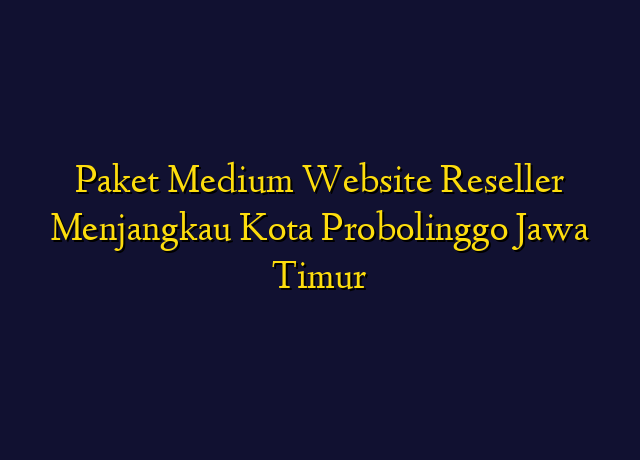 Paket Medium Website Reseller
Menjangkau Kota Probolinggo Jawa
Timur